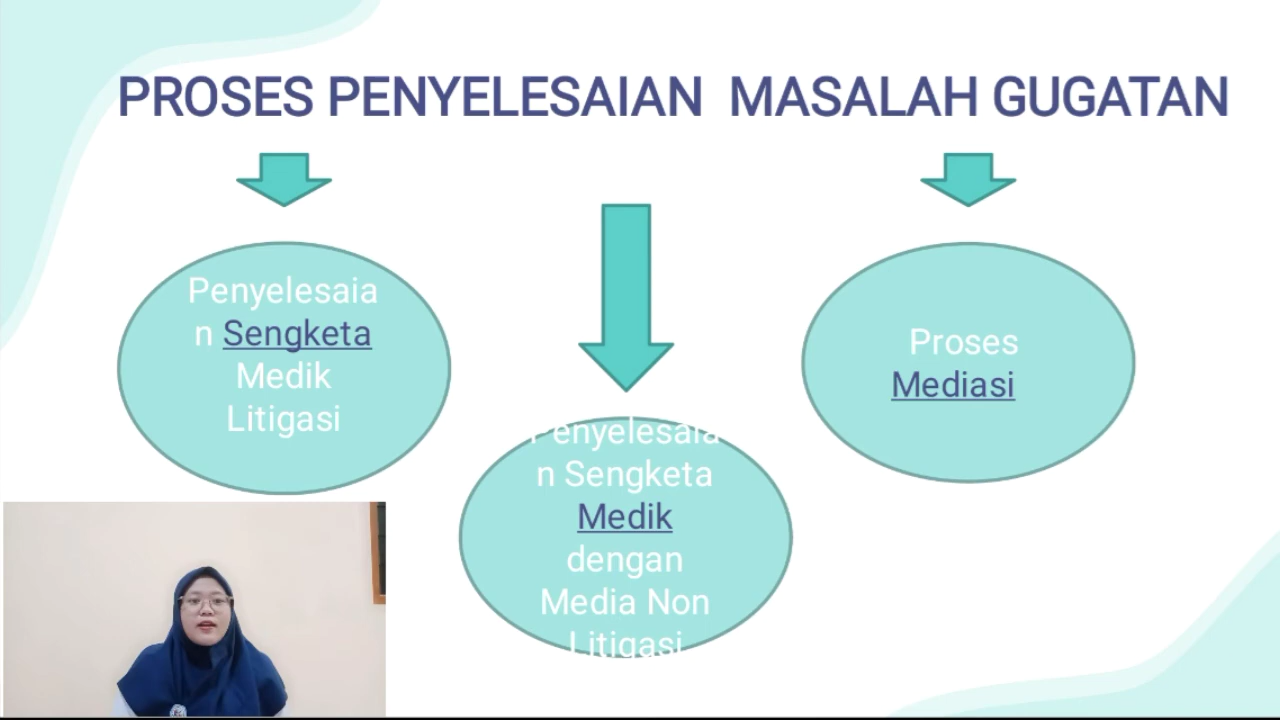 PROSES PENYELESAIAN MASALAH GUGATAN
Penyelesaia
n Sengketa
Medik
Litigasi
Penyelesaia
n Sengketa
Medik
dengan
Media Non
Litigasi
Proses
Mediasi